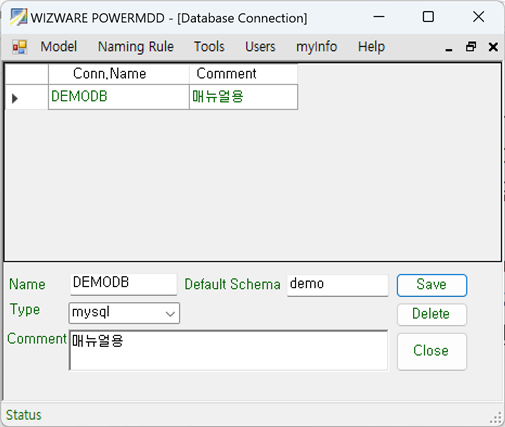 WIZWARE POWERMDD - [Database Connection]
Model Naming Rule Tools Users myInfo Help
Conn,Name Comment
DEMODB 매뉴얼용
Name DEMODB Default Schema demo Save
Type mysql Delete
Comment 매뉴얼용 Close
Status